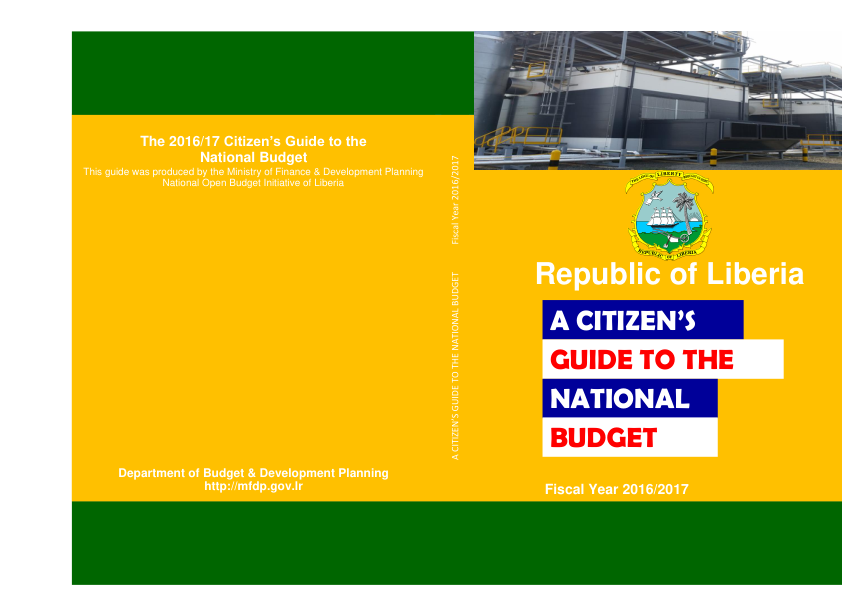 The 2016/17 Citizen's Guide to the
National Budget
This guide was produced by the Ministry of Finance & Development Planning
National Open Budget Initiative of Liberia
Department of Budget & Development Planning
http://mfdp.gov.lr
A CITIZEN'S GUIDE TO THE NATIONAL BUDGET Fiscal Year 2016/2017
REPUBLIC OF LIBERIA
Republic of Liberia
A CITIZEN'S
GUIDE TO THE
NATIONAL
BUDGET
Fiscal Year 2016/2017